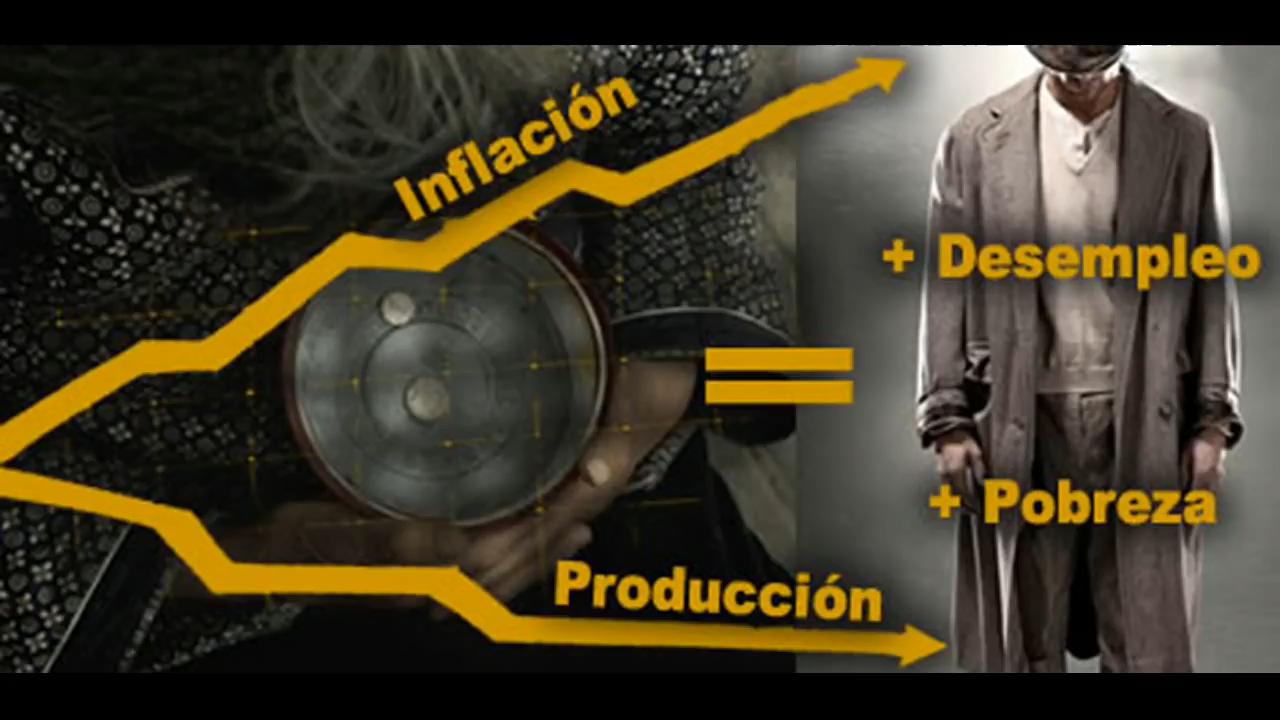 Inflación
=
+ Desempleo
+ Pobreza
Producción